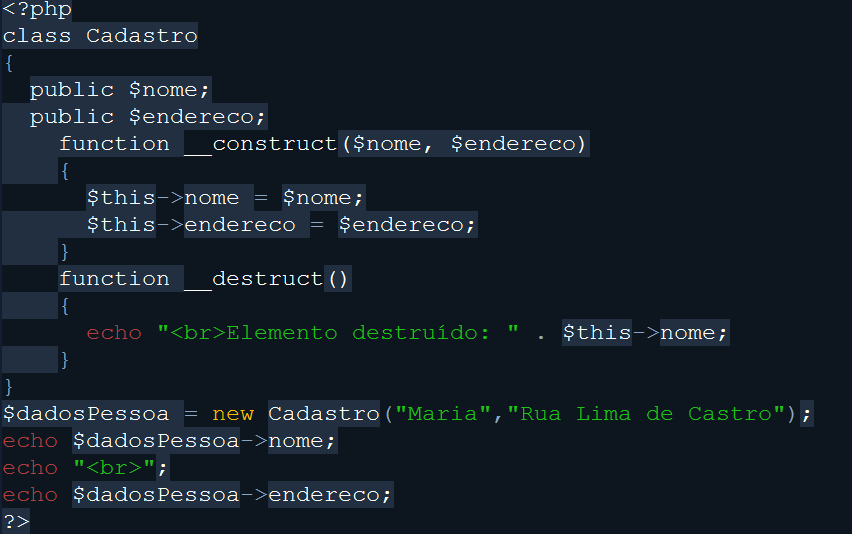 <?php
class Cadastro
{
  public $nome;
  public $endereco;
    function __construct($nome, $endereco)
    {
      $this->nome = $nome;
      $this->endereco = $endereco;
    }
    function __destruct()
    {
      echo "<br>Elemento destruído: " . $this->nome;
    }
}
$dadosPessoa = new Cadastro("Maria","Rua Lima de Castro");
echo $dadosPessoa->nome;
echo "<br>";
echo $dadosPessoa->endereco;
?>